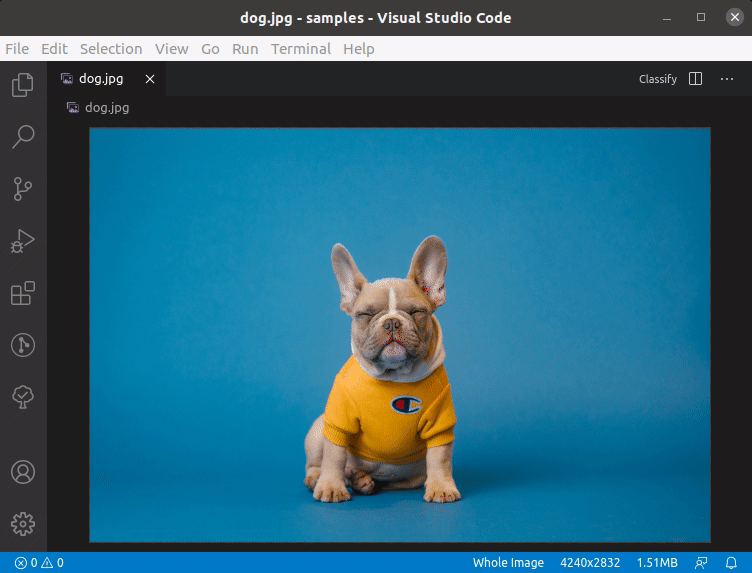 dog.jpg - samples - Visual Studio Code
File Edit Selection View Go Run Terminal Help
dog.jpg Classify
dog.jpg
0 0 Whole Image 4240x2832 1.51MB